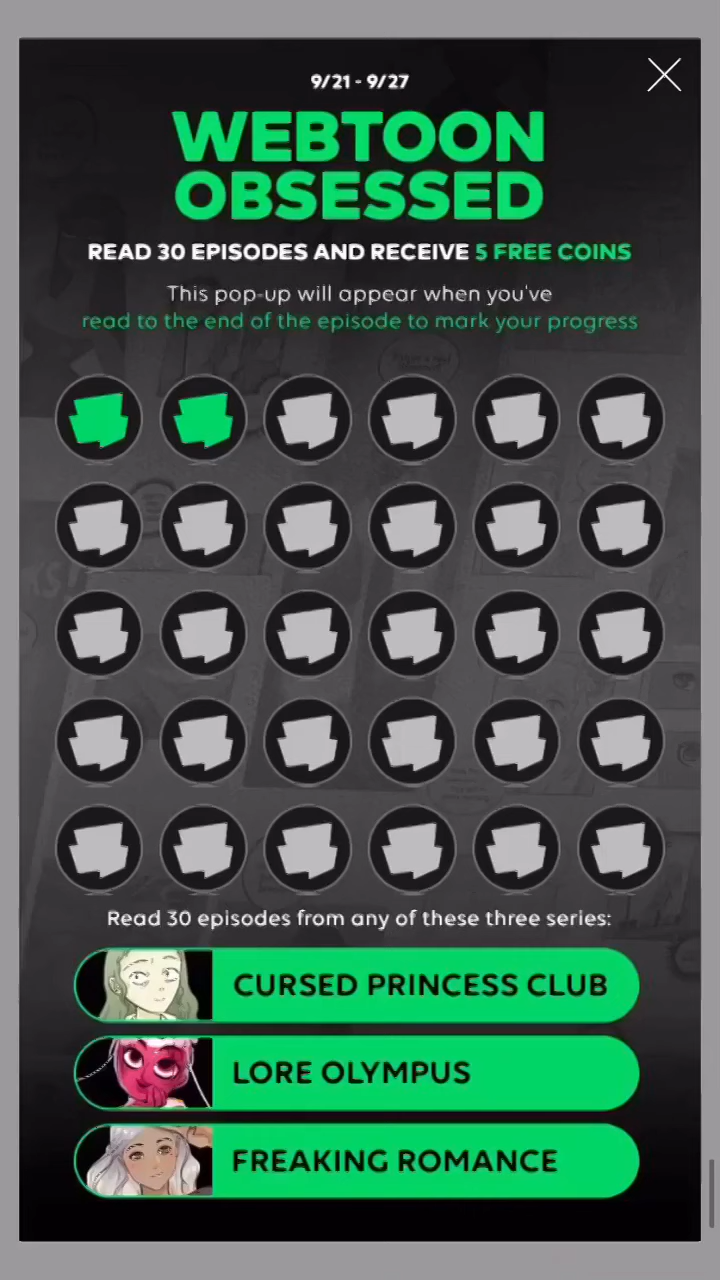 9/21 - 9/27
WEBTOON
OBSESSED
READ 30 EPISODES AND RECEIVE 5 FREE COINS
This pop-up will appear when you've
read to the end of the episode to mark your progress
Read 30 episodes from any of these three series:
CURSED PRINCESS CLUB
LORE OLYMPUS
FREAKING ROMANCE